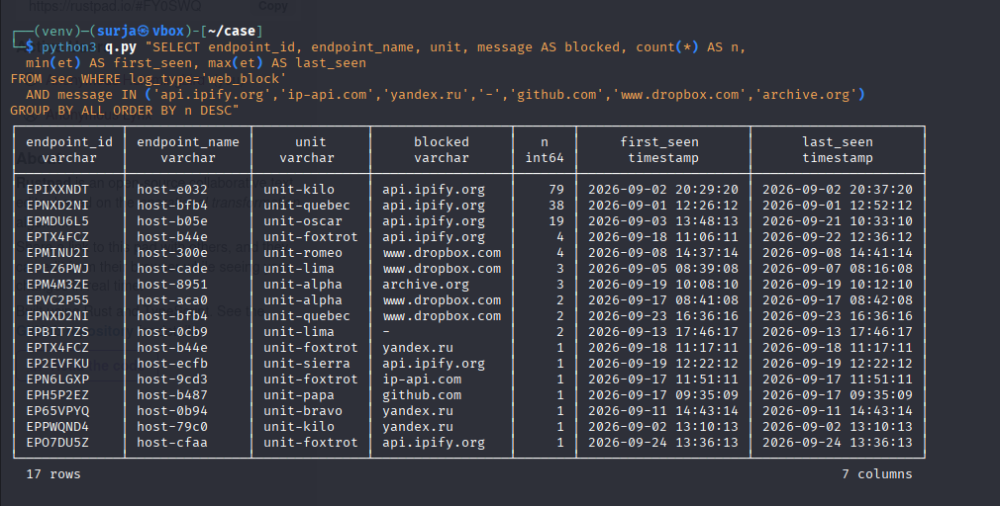 https://rustpad.io/#FY0SWQ Copy
┌──(venv)─(surja㉿vbox)-[~/case]
└─$ python3 q.py "SELECT endpoint_id, endpoint_name, unit, message AS blocked, count(*) AS n,
min(et) AS first_seen, max(et) AS last_seen
FROM sec WHERE log_type='web_block'
AND message IN ('api.ipify.org','ip-api.com','yandex.ru','-','github.com','www.dropbox.com','archive.org')
GROUP BY ALL ORDER BY n DESC"
endpoint_id endpoint_name unit blocked n first_seen last_seen
varchar varchar varchar varchar int64 timestamp timestamp
EPIXXNDT host-e032 unit-kilo api.ipify.org 79 2026-09-02 20:29:20 2026-09-02 20:37:20
EPNXD2NI host-bfb4 unit-quebec api.ipify.org 38 2026-09-01 12:26:12 2026-09-01 12:52:12
EPMDU6L5 host-b05e unit-oscar api.ipify.org 19 2026-09-03 13:48:13 2026-09-21 10:33:10
EPTX4FCZ host-b44e unit-foxtrot api.ipify.org 4 2026-09-18 11:06:11 2026-09-22 12:36:12
EPMINU2I host-300e unit-romeo www.dropbox.com 4 2026-09-08 14:37:14 2026-09-08 14:41:14
EPLZ6PWJ host-cade unit-lima www.dropbox.com 3 2026-09-05 08:39:08 2026-09-07 08:16:08
EPM4M3ZE host-8951 unit-alpha archive.org 3 2026-09-19 10:08:10 2026-09-19 10:12:10
EPVC2P55 host-aca0 unit-alpha www.dropbox.com 2 2026-09-17 08:41:08 2026-09-17 08:42:08
EPNXD2NI host-bfb4 unit-quebec www.dropbox.com 2 2026-09-23 16:36:16 2026-09-23 16:36:16
EPBIT7ZS host-0cb9 unit-lima - 2 2026-09-13 17:46:17 2026-09-13 17:46:17
EPTX4FCZ host-b44e unit-foxtrot yandex.ru 1 2026-09-18 11:17:11 2026-09-18 11:17:11
EP2EVFKU host-ecfb unit-sierra api.ipify.org 1 2026-09-19 12:22:12 2026-09-19 12:22:12
EPN6LGXP host-9cd3 unit-foxtrot ip-api.com 1 2026-09-17 11:51:11 2026-09-17 11:51:11
EPH5P2EZ host-b487 unit-papa github.com 1 2026-09-17 09:35:09 2026-09-17 09:35:09
EP65VPYQ host-0b94 unit-bravo yandex.ru 1 2026-09-11 14:43:14 2026-09-11 14:43:14
EPPWQND4 host-79c0 unit-kilo yandex.ru 1 2026-09-02 13:10:13 2026-09-02 13:10:13
EPO7DU5Z host-cfaa unit-foxtrot api.ipify.org 1 2026-09-24 13:36:13 2026-09-24 13:36:13
17 rows 7 columns